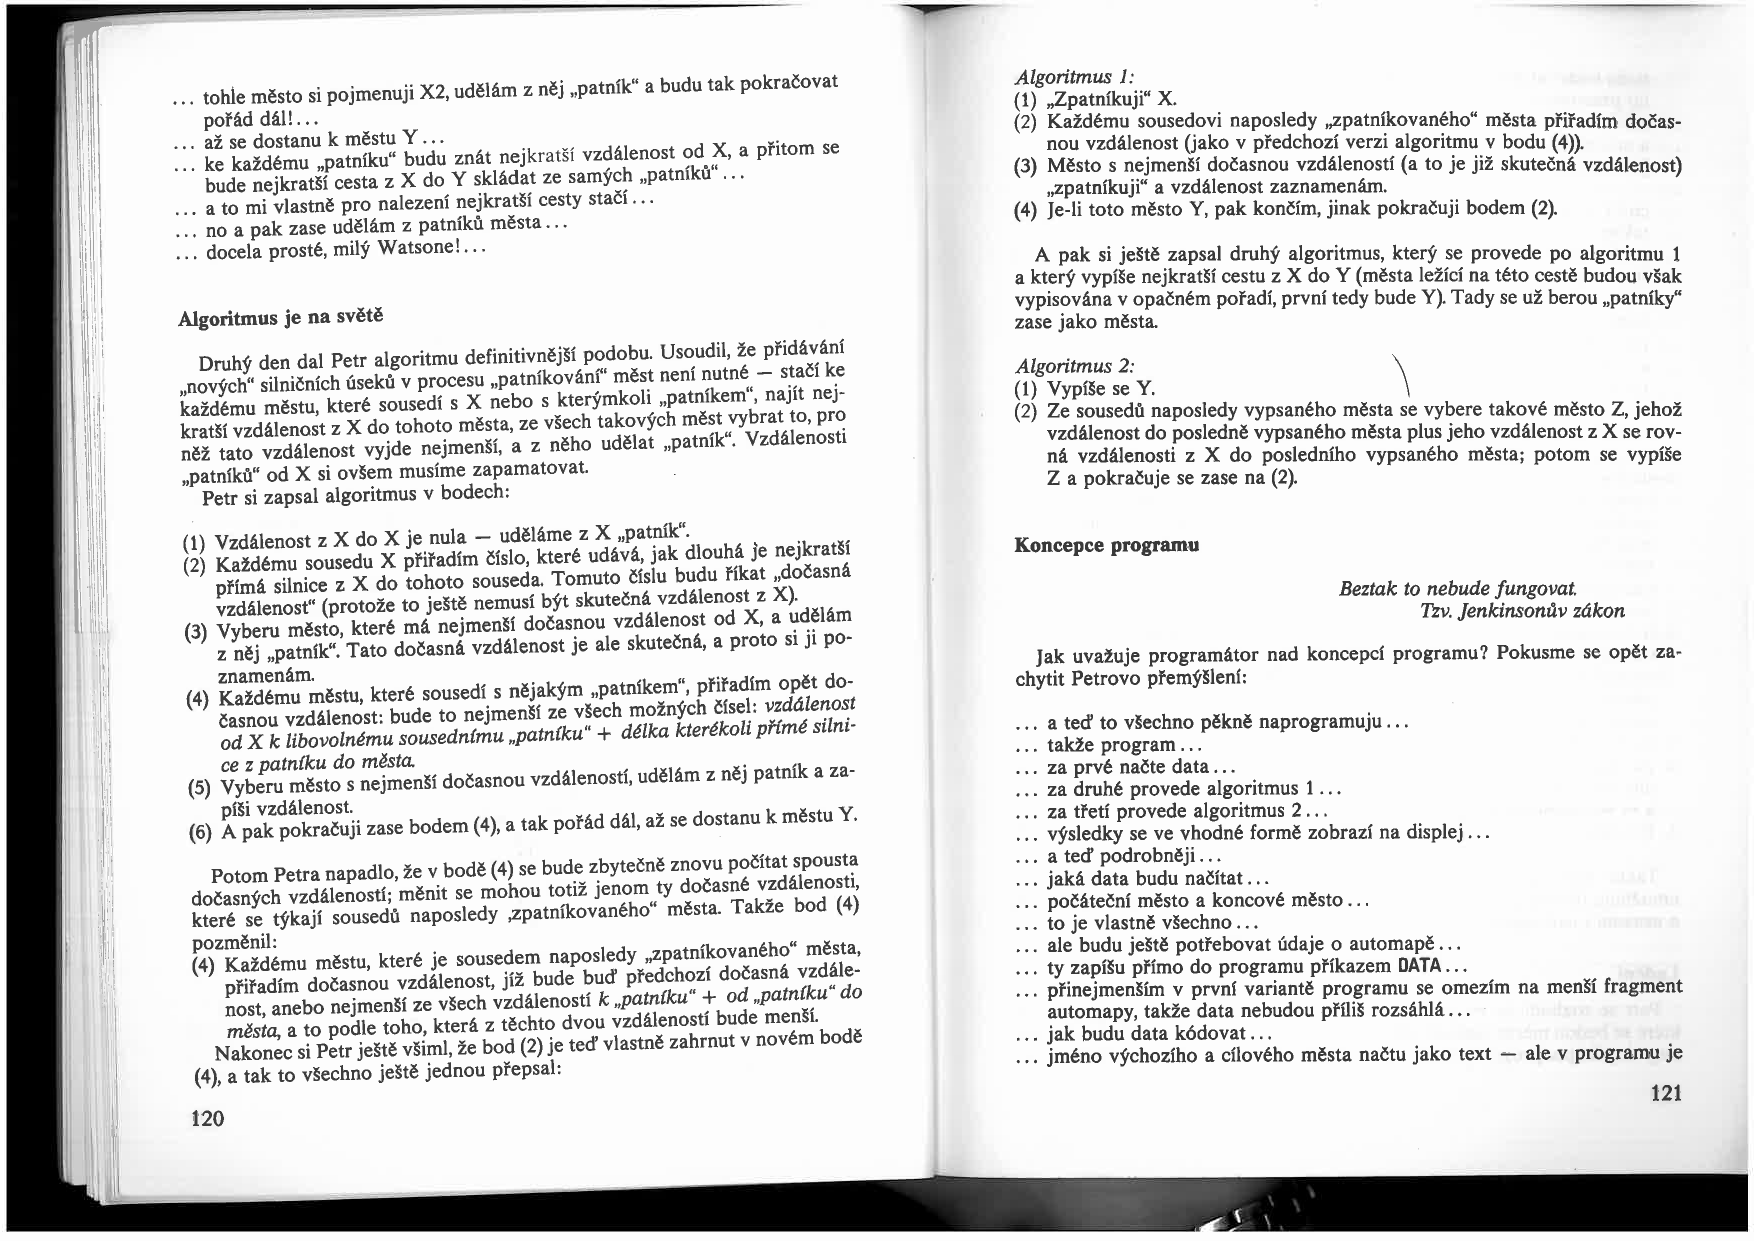 ... tohle město si pojmenuji X2, udělám z něj „patník“ a budu tak pokračovat
pořád dál!...
... až se dostanu k městu Y...
... ke každému „patníku“ budu znát nejkratší vzdálenost od X, a přitom se
bude nejkratší cesta z X do Y skládat ze samých „patníků“...
... a to mi vlastně pro nalezení nejkratší cesty stačí...
... no a pak zase udělám z patníků města...
... docela prosté, milý Watsone!...
Algoritmus je na světě
Druhý den dal Petr algoritmu definitivnější podobu. Usoudil, že přidávání
„nových“ silničních úseků v procesu „patníkování“ měst není nutné — stačí ke
každému městu, které sousedí s X nebo s kterýmkoli „patníkem“, najít nej-
kratší vzdálenost z X do tohoto města, ze všech takových měst vybrat to, pro
něž tato vzdálenost vyjde nejmenší, a z něho udělat „patník“. Vzdálenosti
„patníků“ od X si ovšem musíme zapamatovat.
Petr si zapsal algoritmus v bodech:
(1) Vzdálenost z X do X je nula — uděláme z X „patník“.
(2) Každému sousedu X přiřadím číslo, které udává, jak dlouhá je nejkratší
přímá silnice z X do tohoto souseda. Tomuto číslu budu říkat „dočasná
vzdálenost“ (protože to ještě nemusí být skutečná vzdálenost z X).
(3) Vyberu město, které má nejmenší dočasnou vzdálenost od X, a udělám
z něj „patník“. Tato dočasná vzdálenost je ale skutečná, a proto si ji po-
znamenám.
(4) Každému městu, které sousedí s nějakým „patníkem“, přiřadím opět do-
časnou vzdálenost: bude to nejmenší ze všech možných čísel: vzdálenost
od X k libovolnému sousednímu „patníku“ + délka kterékoli přímé silni-
ce z patníku do města.
(5) Vyberu město s nejmenší dočasnou vzdáleností, udělám z něj patník a za-
píši vzdálenost.
(6) A pak pokračuji zase bodem (4), a tak pořád dál, až se dostanu k městu Y.
Potom Petra napadlo, že v bodě (4) se bude zbytečně znovu počítat spousta
dočasných vzdáleností; měnit se mohou totiž jenom ty dočasné vzdálenosti,
které se týkají sousedů naposledy „zpatníkovaného“ města. Takže bod (4)
pozměnil:
(4) Každému městu, které je sousedem naposledy „zpatníkovaného“ města,
přiřadím dočasnou vzdálenost, jíž bude buď předchozí dočasná vzdále-
nost, anebo nejmenší ze všech vzdáleností k „patníku“ + od „patníku“ do
města, a to podle toho, která z těchto dvou vzdáleností bude menší.
Nakonec si Petr ještě všiml, že bod (2) je teď vlastně zahrnut v novém bodě
(4), a tak to všechno ještě jednou přepsal:
120
Algoritmus 1:
(1) „Zpatníkuji“ X.
(2) Každému sousedovi naposledy „zpatníkovaného“ města přiřadím dočas-
nou vzdálenost (jako v předchozí verzi algoritmu v bodu (4)).
(3) Město s nejmenší dočasnou vzdáleností (a to je již skutečná vzdálenost)
„zpatníkuji“ a vzdálenost zaznamenám.
(4) Je-li toto město Y, pak končím, jinak pokračuji bodem (2).
A pak si ještě zapsal druhý algoritmus, který se provede po algoritmu 1
a který vypíše nejkratší cestu z X do Y (města ležící na této cestě budou však
vypisována v opačném pořadí, první tedy bude Y). Tady se už berou „patníky“
zase jako města.
Algoritmus 2:
(1) Vypíše se Y.
(2) Ze sousedů naposledy vypsaného města se vybere takové město Z, jehož
vzdálenost do posledně vypsaného města plus jeho vzdálenost z X se rov-
ná vzdálenosti z X do posledního vypsaného města; potom se vypíše
Z a pokračuje se zase na (2).
Koncepce programu
Beztak to nebude fungovat.
Tzv. Jenkinsonův zákon
Jak uvažuje programátor nad koncepcí programu? Pokusme se opět za-
chytit Petrovo přemýšlení:
... a teď to všechno pěkně naprogramuju...
... takže program...
... za prvé načte data...
... za druhé provede algoritmus 1...
... za třetí provede algoritmus 2...
... výsledky se ve vhodné formě zobrazí na displej...
... a teď podrobněji...
... jaká data budu načítat...
... počáteční město a koncové město...
... to je vlastně všechno...
... ale budu ještě potřebovat údaje o automapě...
... ty zapíšu přímo do programu příkazem DATA...
... přinejmenším v první variantě programu se omezím na menší fragment
automapy, takže data nebudou příliš rozsáhlá...
... jak budu data kódovat...
... jméno výchozího a cílového města načtu jako text — ale v programu je
121